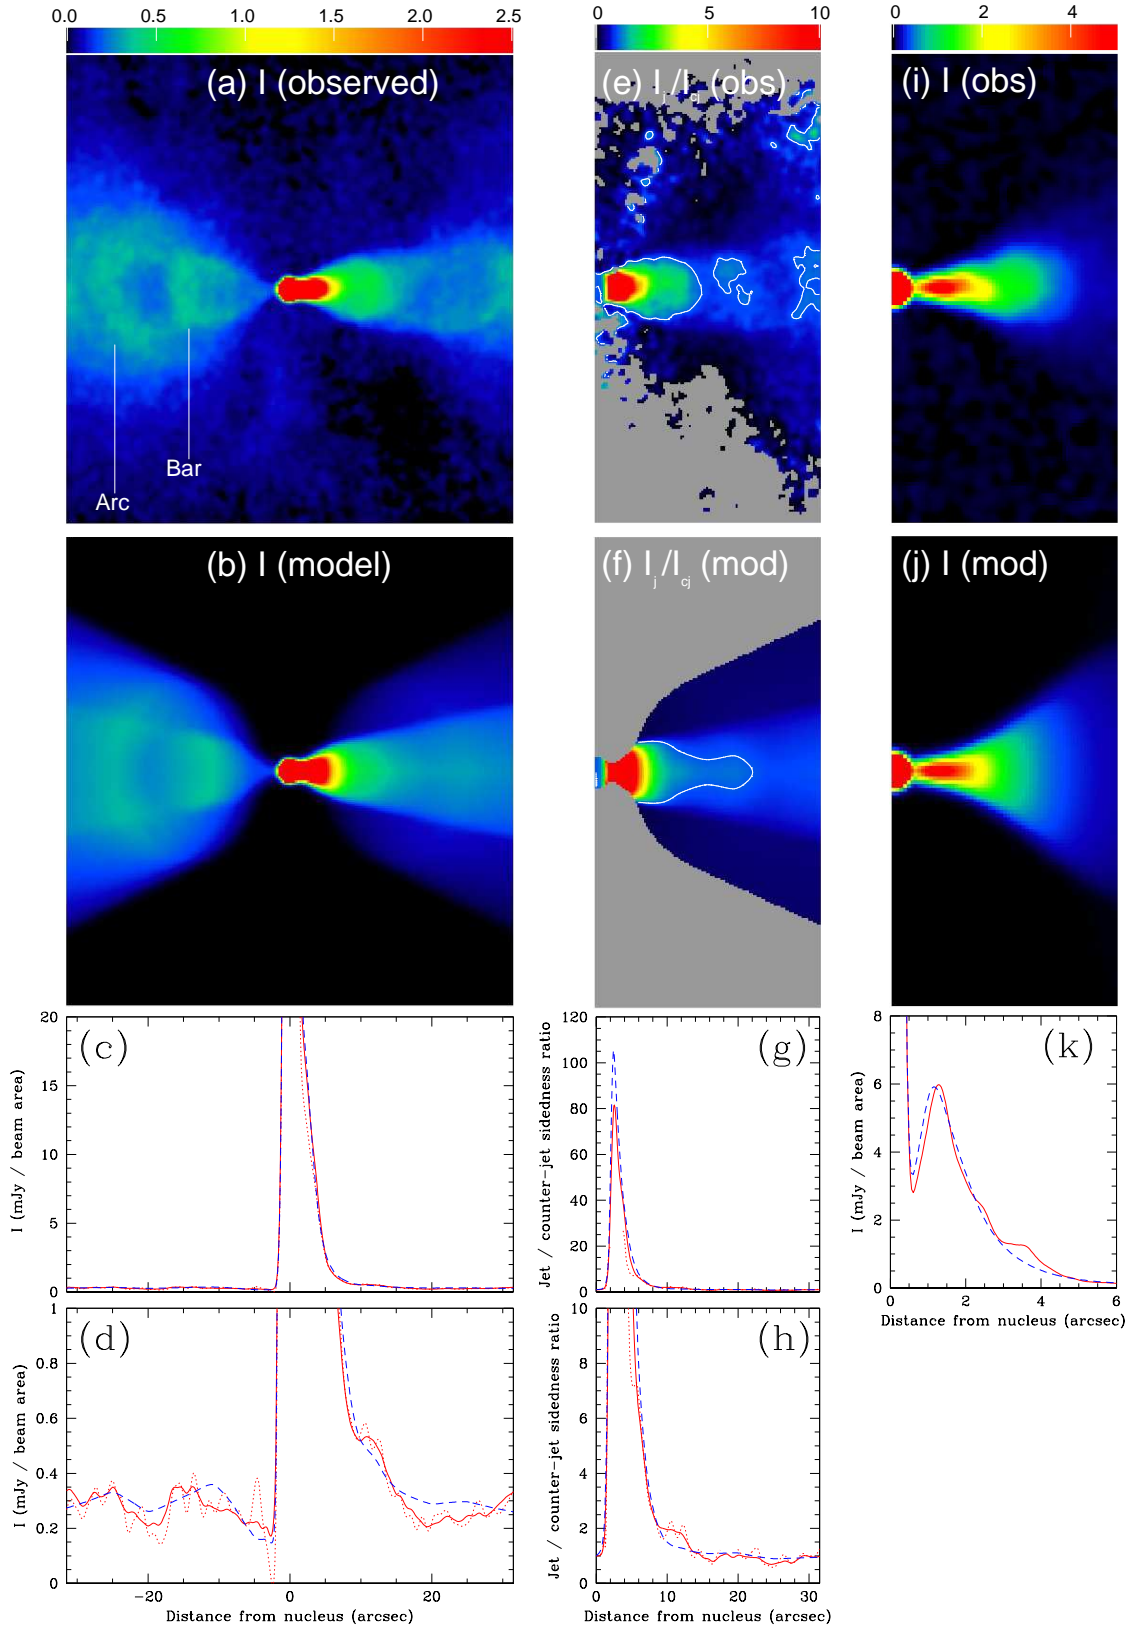 0.0 0.5 1.0 1.5 2.0 2.5
(a) I (observed)
Arc
Bar
0 5 10
(e) I j /I cj (obs)
0 2 4
(i) I (obs)
(b) I (model)
(f) I j /I cj (mod)
(j) I (mod)
20
15
10
5
0
I (mJy / beam area)
(c)
1
0.8
0.6
0.4
0.2
0
I (mJy / beam area)
(d)
−20 0 20
Distance from nucleus (arcsec)
120
100
80
60
40
20
0
Jet / counter−jet sidedness ratio
(g)
10
8
6
4
2
0
Jet / counter−jet sidedness ratio
(h)
0 10 20 30
Distance from nucleus (arcsec)
8
6
4
2
0
I (mJy / beam area)
(k)
0 2 4 6
Distance from nucleus (arcsec)